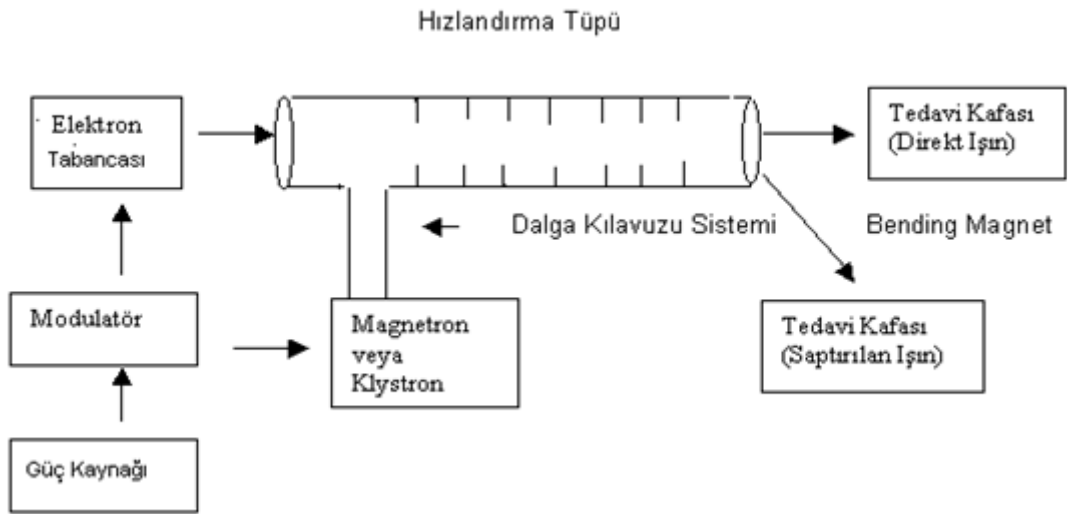 Hızlandırma Tüpü
Elektron
Tabancası
Tedavi Kafası
(Direkt Işın)
Dalga Kılavuzu Sistemi
Bending Magnet
Modulatör
Magnetron
veya
Klystron
Tedavi Kafası
(Saptırılan Işın)
Güç Kaynağı